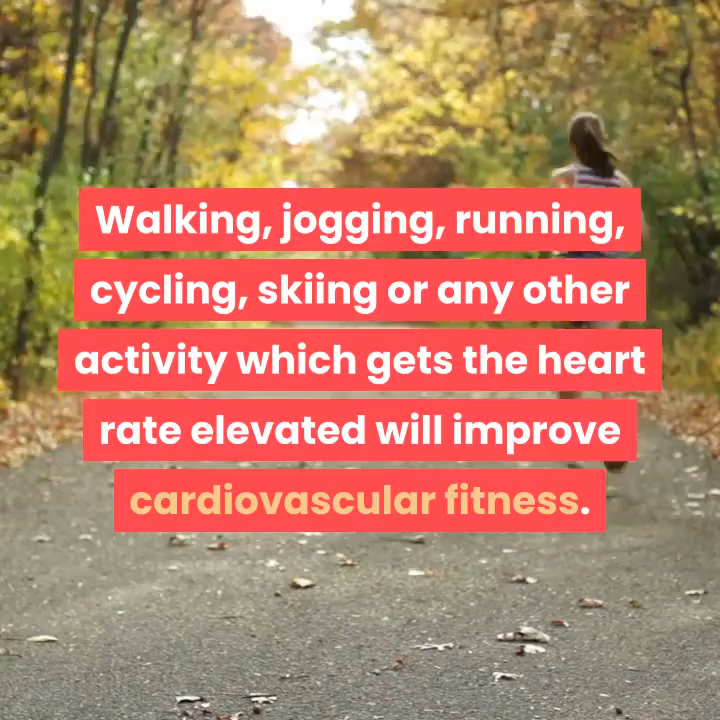 Walking, jogging, running,
cycling, skiing or any other
activity which gets the heart
rate elevated will improve
cardiovascular fitness.